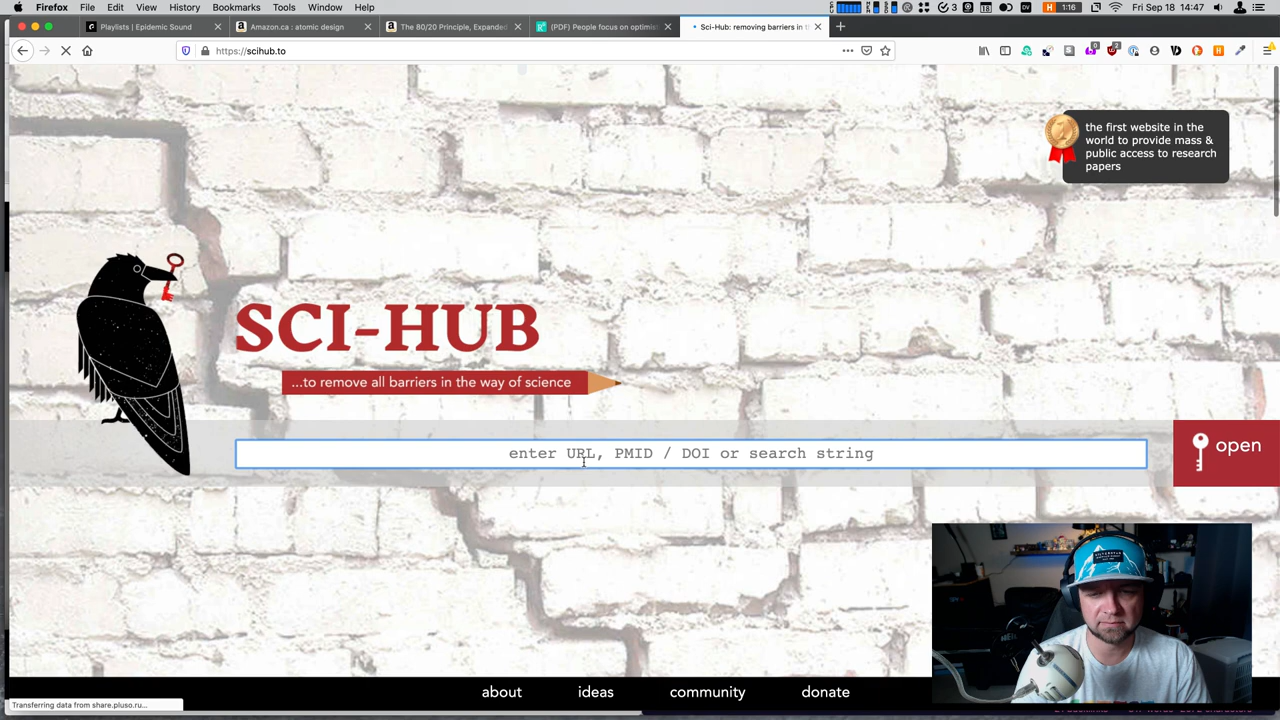 Firefox File Edit View History Bookmarks Tools Window Help
1:16 Fri Sep 18 14:47
Playlists | Epidemic Sound
Amazon.ca : atomic design
The 80/20 Principle, Expanded
(PDF) People focus on optimis
Sci-Hub: removing barriers in t
https://scihub.to
the first website in the
world to provide mass &
public access to research
papers
SCI-HUB
...to remove all barriers in the way of science
enter URL, PMID / DOI or search string
open
about ideas community donate
Transferring data from share.pluso.ru...